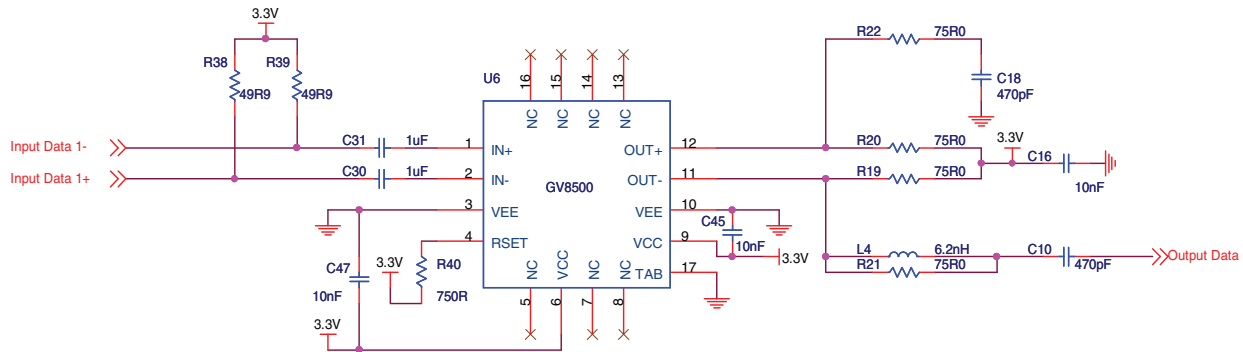 3.3V
R22 75R0
R38 R39
49R9 49R9
U6
16 15 14 13
NC NC NC NC
C18
470pF
Input Data 1-
C31 1uF
1 IN+
OUT+ 12
R20 75R0
3.3V
C16
10nF
Input Data 1+
C30 1uF
2 IN-
GV8500
OUT- 11
R19 75R0
3 VEE
VEE 10
C45
10nF
4 RSET
VCC 9
3.3V
L4 6.2nH
R21 75R0
C10
470pF
Output Data
C47
10nF
3.3V
R40
750R
NC VCC NC NC
TAB 17
5 6 7 8
3.3V